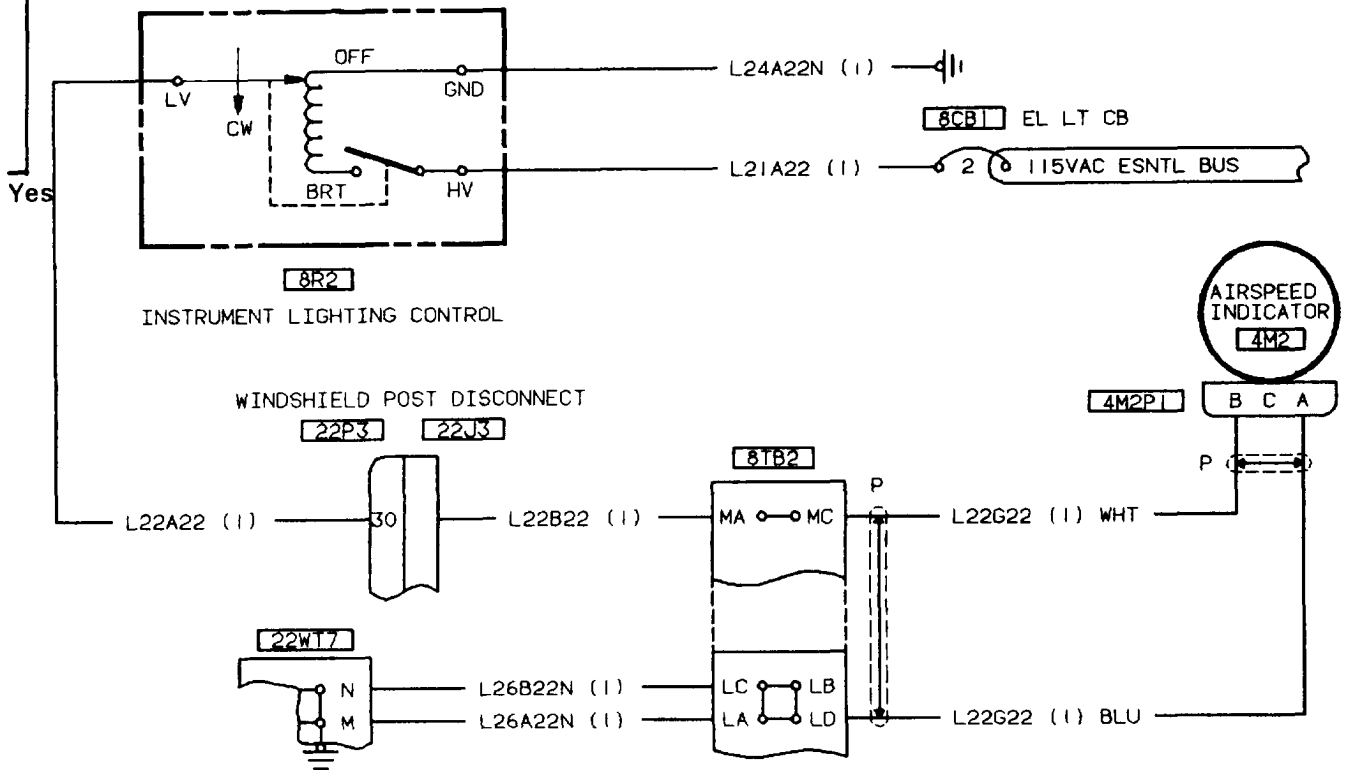 OFF
L24A22N (1)
LV
GND
CW
8CB1 EL LT CB
L21A22 (1)
2
115VAC ESNTL BUS
Yes
BRT
HV
8R2
INSTRUMENT LIGHTING CONTROL
AIRSPEED
INDICATOR
4M2
WINDSHIELD POST DISCONNECT
4M2P1
B C A
22P3 22J3
8TB2
P
P
L22A22 (1)
30
L22B22 (1)
MA MC
L22G22 (1) WHT
22WT7
N
L26B22N (1)
LC LB
M
L26A22N (1)
LA LD
L22G22 (1) BLU